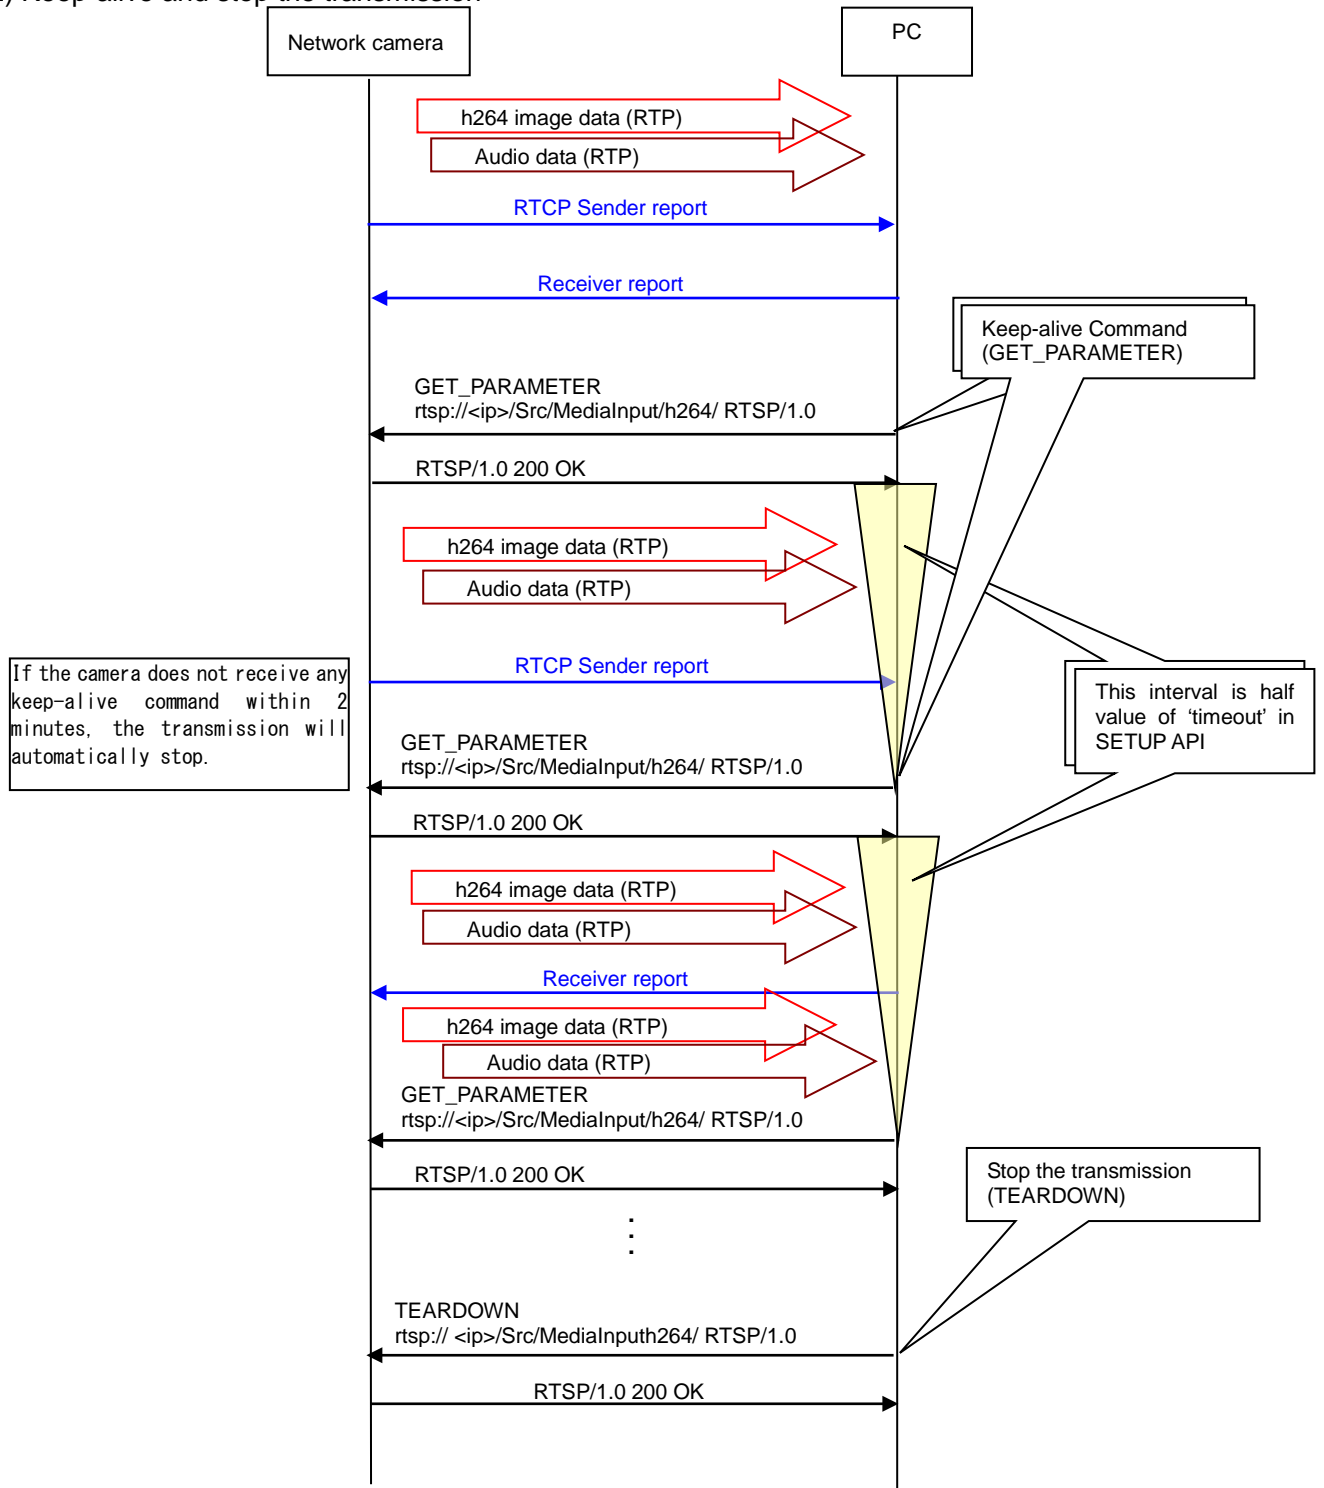 ) Keep-alive and stop the transmission
Network camera
PC
h264 image data (RTP)
Audio data (RTP)
RTCP Sender report
Receiver report
Keep-alive Command
(GET_PARAMETER)
GET_PARAMETER
rtsp://<ip>/Src/MediaInput/h264/ RTSP/1.0
RTSP/1.0 200 OK
h264 image data (RTP)
Audio data (RTP)
RTCP Sender report
If the camera does not receive any
keep-alive command within 2
minutes, the transmission will
automatically stop.
This interval is half
value of ‘timeout’ in
SETUP API
GET_PARAMETER
rtsp://<ip>/Src/MediaInput/h264/ RTSP/1.0
RTSP/1.0 200 OK
h264 image data (RTP)
Audio data (RTP)
Receiver report
h264 image data (RTP)
Audio data (RTP)
GET_PARAMETER
rtsp://<ip>/Src/MediaInput/h264/ RTSP/1.0
RTSP/1.0 200 OK
Stop the transmission
(TEARDOWN)
TEARDOWN
rtsp:// <ip>/Src/MediaInputh264/ RTSP/1.0
RTSP/1.0 200 OK